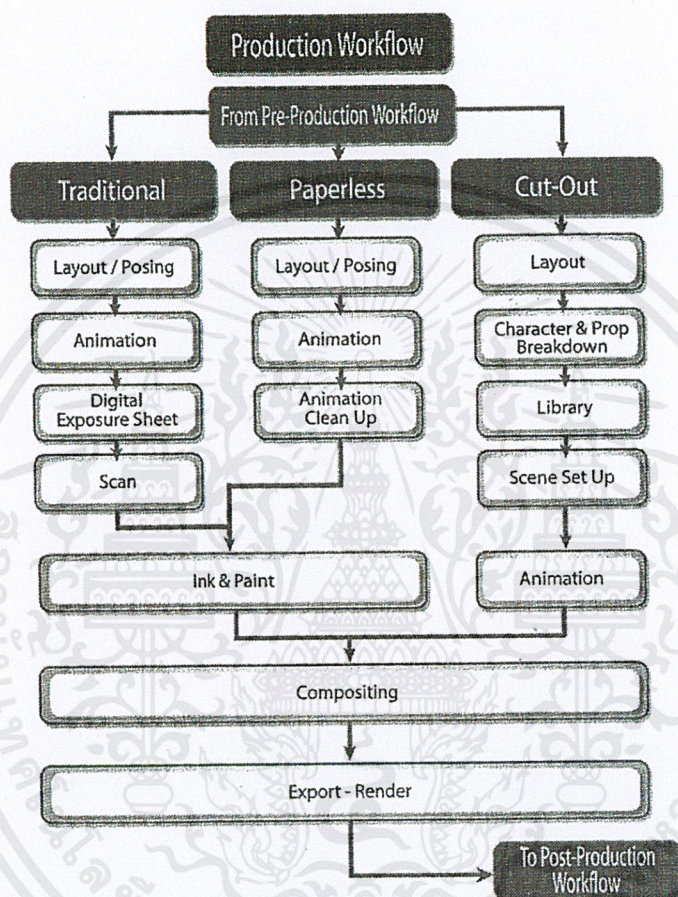 Production Workflow
From Pre-Production Workflow
Traditional
Paperless
Cut-Out
Layout / Posing
Layout / Posing
Layout
Animation
Animation
Character & Prop
Breakdown
Digital
Exposure Sheet
Animation
Clean Up
Library
Scan
Scene Set Up
Ink & Paint
Animation
Compositing
Export - Render
To Post-Production
Workflow